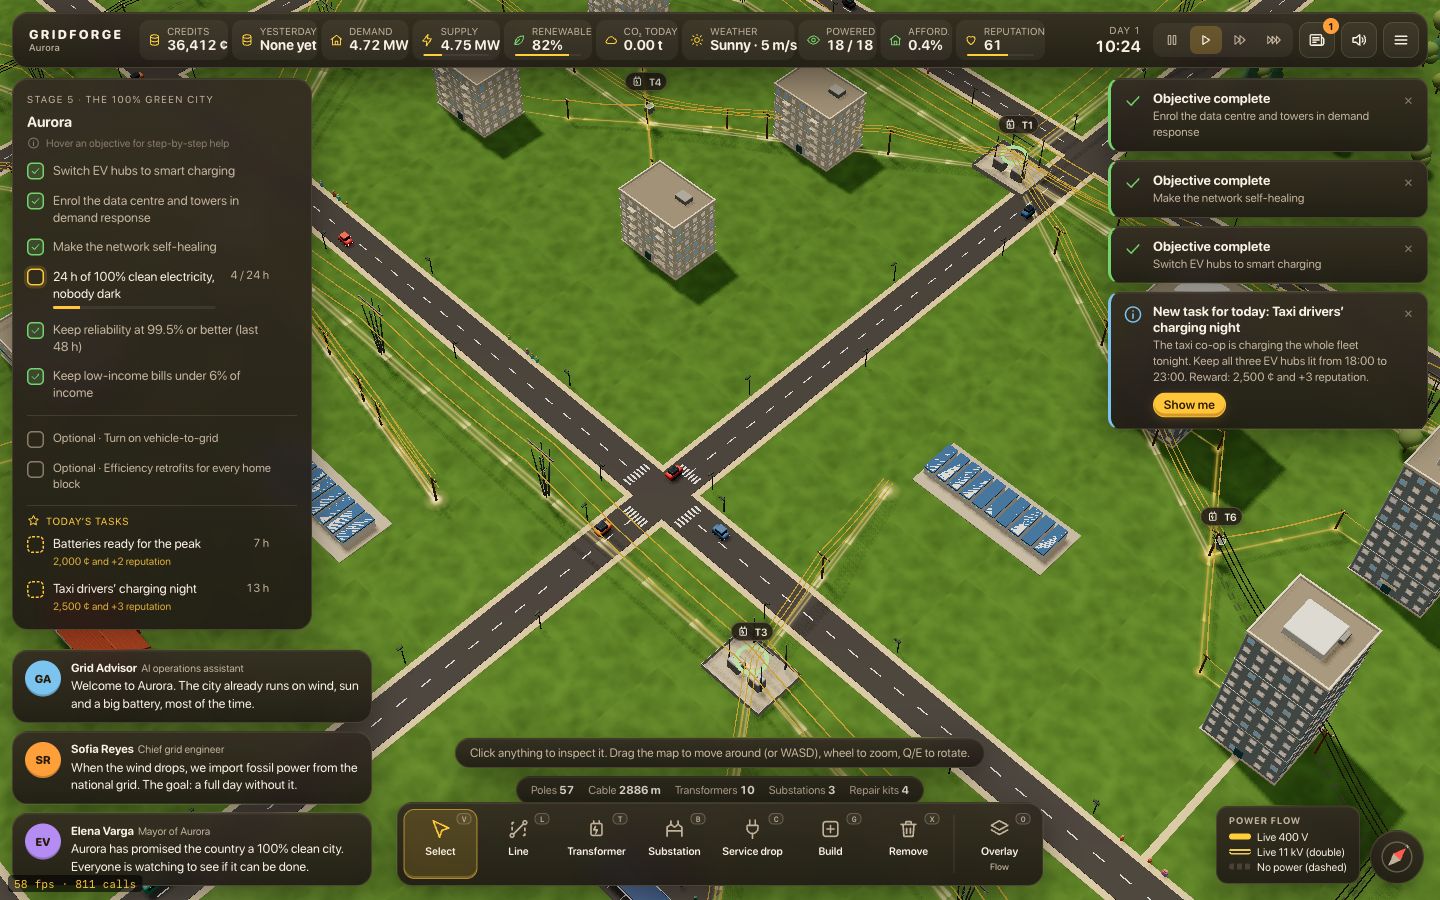 GRIDFORGE
Aurora
CREDITS
36,412 ¢
YESTERDAY
None yet
DEMAND
4.72 MW
SUPPLY
4.75 MW
RENEWABLE
82%
CO₂ TODAY
0.00 t
WEATHER
Sunny · 5 m/s
POWERED
18 / 18
AFFORD.
0.4%
REPUTATION
61
DAY 1
10:24
1
STAGE 5 · THE 100% GREEN CITY
Aurora
Hover an objective for step-by-step help
Switch EV hubs to smart charging
Enrol the data centre and towers in
demand response
Make the network self-healing
24 h of 100% clean electricity,
nobody dark
4 / 24 h
Keep reliability at 99.5% or better (last
48 h)
Keep low-income bills under 6% of
income
Optional · Turn on vehicle-to-grid
Optional · Efficiency retrofits for every home
block
TODAY'S TASKS
Batteries ready for the peak
7 h
2,000 ¢ and +2 reputation
Taxi drivers’ charging night
13 h
2,500 ¢ and +3 reputation
T4
T1
T6
T3
Objective complete
Enrol the data centre and towers in demand
response
Objective complete
Make the network self-healing
Objective complete
Switch EV hubs to smart charging
New task for today: Taxi drivers’
charging night
The taxi co-op is charging the whole fleet
tonight. Keep all three EV hubs lit from 18:00 to
23:00. Reward: 2,500 ¢ and +3 reputation.
Show me
GA
Grid Advisor AI operations assistant
Welcome to Aurora. The city already runs on wind, sun
and a big battery, most of the time.
SR
Sofia Reyes Chief grid engineer
When the wind drops, we import fossil power from the
national grid. The goal: a full day without it.
EV
Elena Varga Mayor of Aurora
Aurora has promised the country a 100% clean city.
Everyone is watching to see if it can be done.
58 fps · 811 calls
Click anything to inspect it. Drag the map to move around (or WASD), wheel to zoom, Q/E to rotate.
Poles 57 Cable 2886 m Transformers 10 Substations 3 Repair kits 4
V
Select
L
Line
T
Transformer
B
Substation
C
Service drop
G
Build
X
Remove
O
Overlay
Flow
POWER FLOW
Live 400 V
Live 11 kV (double)
No power (dashed)